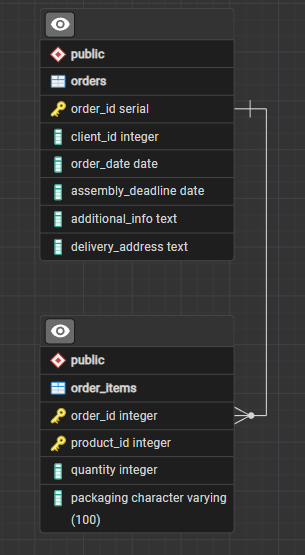 public
orders
order_id serial
client_id integer
order_date date
assembly_deadline date
additional_info text
delivery_address text
public
order_items
order_id integer
product_id integer
quantity integer
packaging character varying
(100)